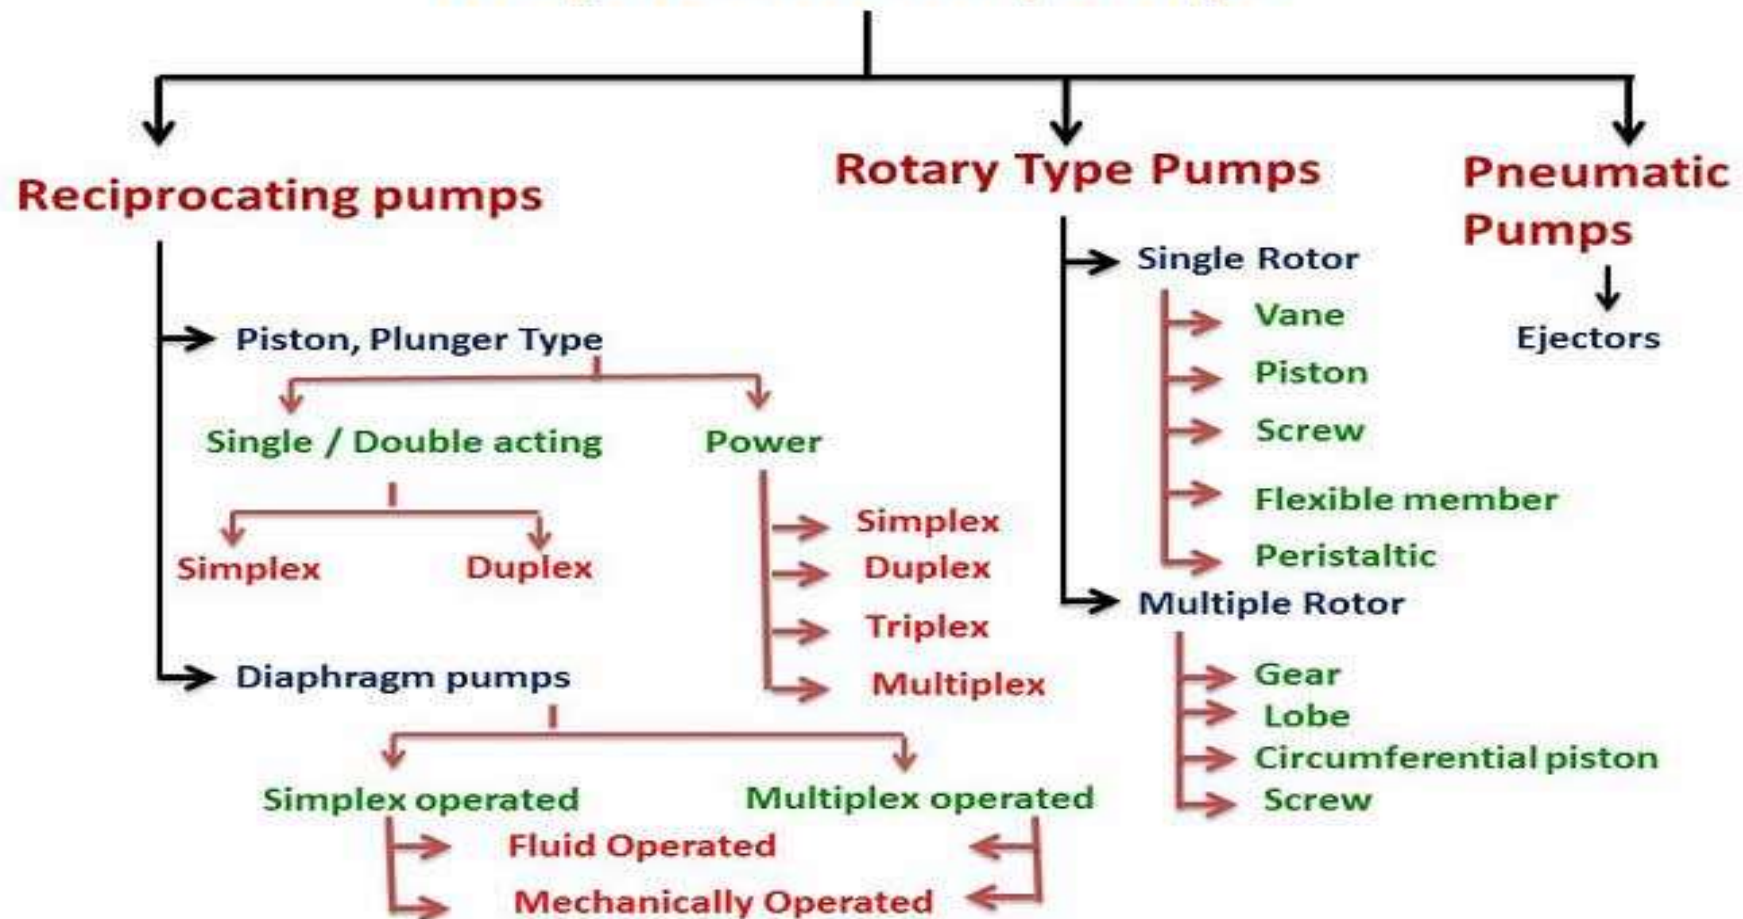 Reciprocating pumps
Piston, Plunger Type
Single / Double acting
Simplex
Duplex
Power
Simplex
Duplex
Triplex
Multiplex
Diaphragm pumps
Simplex operated
Multiplex operated
Fluid Operated
Mechanically Operated
Rotary Type Pumps
Single Rotor
Vane
Piston
Screw
Flexible member
Peristaltic
Multiple Rotor
Gear
Lobe
Circumferential piston
Screw
Pneumatic
Pumps
Ejectors